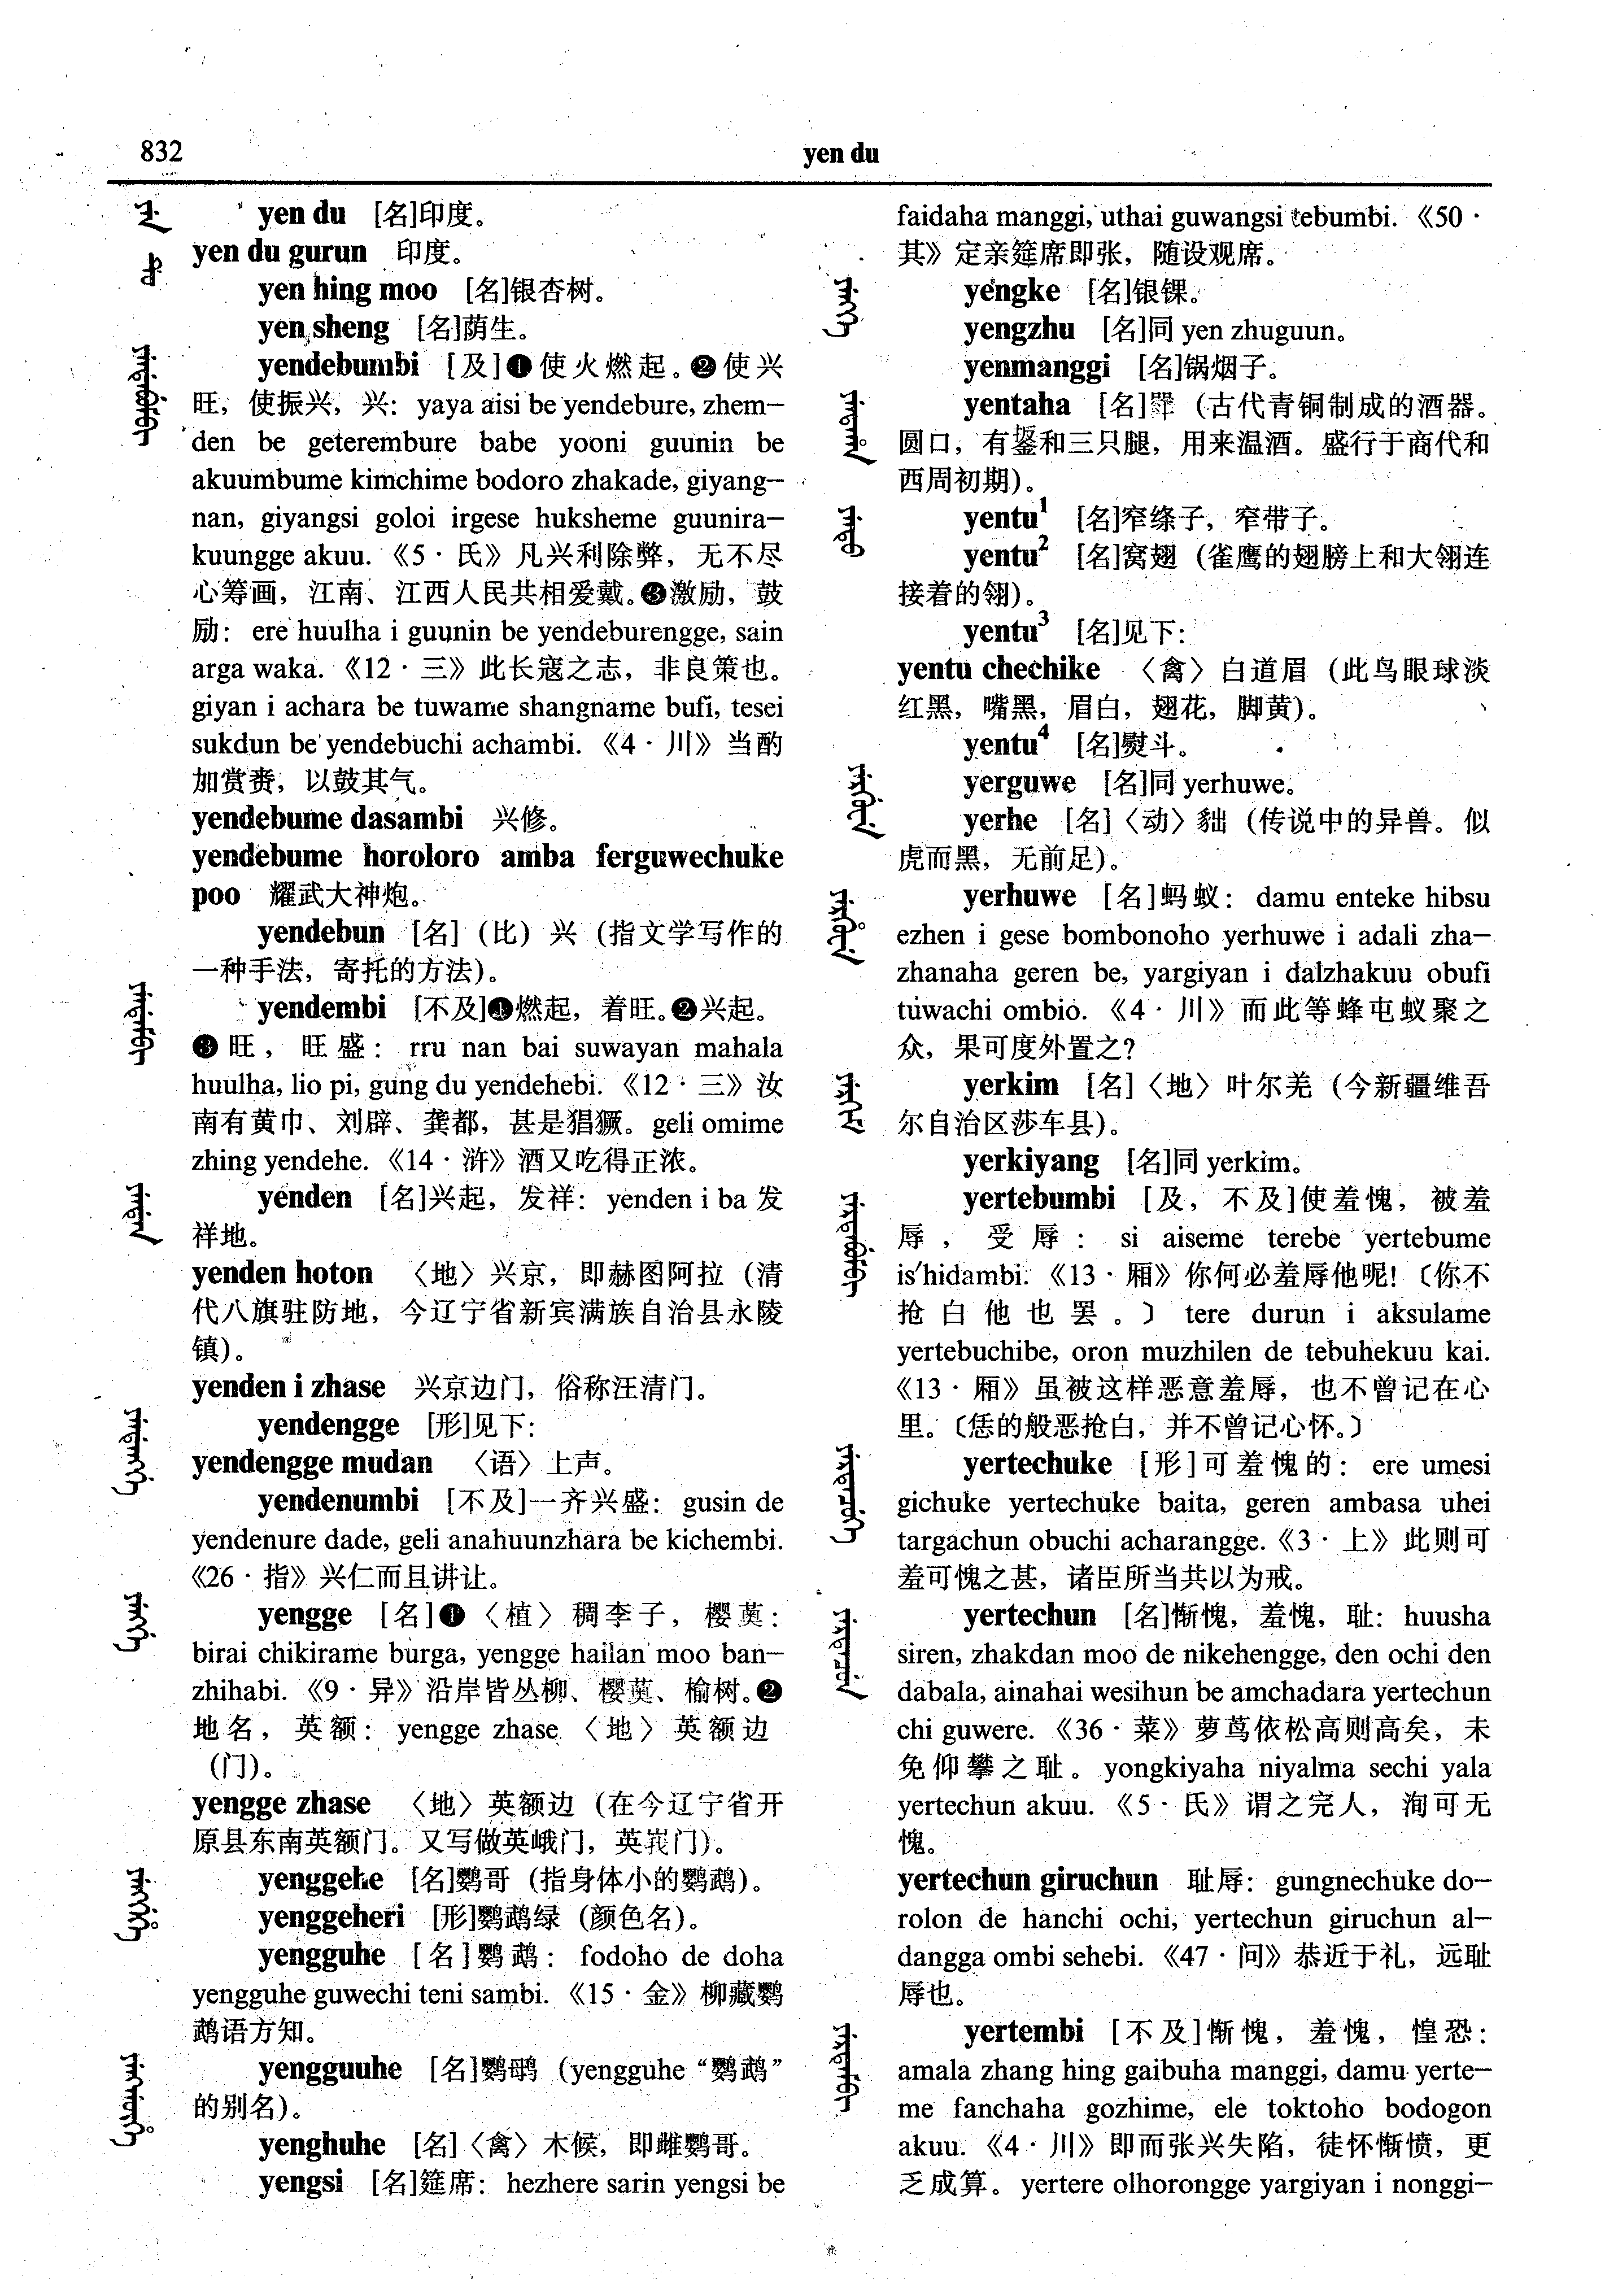 832
yen du
yen du [名]印度。
yen du gurun 印度。
yen hing moo [名]银杏树。
yen sheng [名]荫生。
yendebumbi [及]❶使火燃起。❷使兴
旺，使振兴，兴：yaya aisi be yendebure, zhem–
den be geterembure babe yooni guunin be
akuumbume kimchime bodoro zhakade, giyang–
nan, giyangsi goloi irgese huksheme guunira–
kuungge akuu.《5·氏》凡兴利除弊，无不尽
心筹画，江南、江西人民共相爱戴。❸激励，鼓
励：ere huulha i guunin be yendeburengge, sain
arga waka.《12·三》此长寇之志，非良策也。
giyan i achara be tuwame shangname bufi, tesei
sukdun be yendebuchi achambi.《4·川》当酌
加赏赉，以鼓其气。
yendebume dasambi 兴修。
yendebume horoloro amba ferguwechuke
poo 耀武大神炮。
yendebun [名]（比）兴（指文学写作的
一种手法，寄托的方法）。
yendembi [不及]❶燃起，着旺。❷兴起。
❸旺，旺盛：rru nan bai suwayan mahala
huulha, lio pi, gung du yendehebi.《12·三》汝
南有黄巾、刘辟、龚都，甚是猖獗。geli omime
zhing yendehe.《14·浒》酒又吃得正浓。
yenden [名]兴起，发祥：yenden i ba 发
祥地。
yenden hoton 〈地〉兴京，即赫图阿拉（清
代八旗驻防地，今辽宁省新宾满族自治县永陵
镇）。
yenden i zhase 兴京边门，俗称汪清门。
yendengge [形]见下：
yendengge mudan 〈语〉上声。
yendenumbi [不及]一齐兴盛：gusin de
yendenure dade, geli anahuunzhara be kichembi.
《26·指》兴仁而且讲让。
yengge [名]❶〈植〉稠李子，樱薁：
birai chikirame burga, yengge hailan moo ban–
zhihabi.《9·异》沿岸皆丛柳、樱薁、榆树。❷
地名，英额：yengge zhase〈地〉英额边
（门）。
yengge zhase 〈地〉英额边（在今辽宁省开
原县东南英额门。又写做英峨门，英莪门）。
yenggehe [名]鹦哥（指身体小的鹦鹉）。
yenggeheri [形]鹦鹉绿（颜色名）。
yengguhe [名]鹦鹉：fodoho de doha
yengguhe guwechi teni sambi.《15·金》柳藏鹦
鹉语方知。
yengguuhe [名]鹦䳇（yengguhe“鹦鹉”
的别名）。
yenghuhe [名]〈禽〉木候，即雌鹦哥。
yengsi [名]筵席：hezhere sarin yengsi be
faidaha manggi, uthai guwangsi tebumbi.《50·
其》定亲筵席即张，随设观席。
yengke [名]银锞。
yengzhu [名]同 yen zhuguun。
yenmanggi [名]锅烟子。
yentaha [名]斝（古代青铜制成的酒器。
圆口，有鋬和三只腿，用来温酒。盛行于商代和
西周初期）。
yentu¹ [名]窄绦子，窄带子。
yentu² [名]窝翅（雀鹰的翅膀上和大翎连
接着的翎）。
yentu³ [名]见下：
yentu chechike 〈禽〉白道眉（此鸟眼球淡
红黑，嘴黑，眉白，翅花，脚黄）。
yentu⁴ [名]熨斗。
yerguwe [名]同 yerhuwe。
yerhe [名]〈动〉貀（传说中的异兽。似
虎而黑，无前足）。
yerhuwe [名]蚂蚁：damu enteke hibsu
ezhen i gese bombonoho yerhuwe i adali zha–
zhanaha geren be, yargiyan i dalzhakuu obufi
tuwachi ombio.《4·川》而此等蜂屯蚁聚之
众，果可度外置之?
yerkim [名]〈地〉叶尔羌（今新疆维吾
尔自治区莎车县）。
yerkiyang [名]同 yerkim。
yertebumbi [及，不及]使羞愧，被羞
辱，受辱：si aiseme terebe yertebume
is'hidambi.《13·厢》你何必羞辱他呢!〔你不
抢白他也罢。〕tere durun i aksulame
yertebuchibe, oron muzhilen de tebuhekuu kai.
《13·厢》虽被这样恶意羞辱，也不曾记在心
里。〔恁的般恶抢白，并不曾记心怀。〕
yertechuke [形]可羞愧的：ere umesi
gichuke yertechuke baita, geren ambasa uhei
targachun obuchi acharangge.《3·上》此则可
羞可愧之甚，诸臣所当共以为戒。
yertechun [名]惭愧，羞愧，耻：huusha
siren, zhakdan moo de nikehengge, den ochi den
dabala, ainahai wesihun be amchadara yertechun
chi guwere.《36·菜》萝茑依松高则高矣，未
免仰攀之耻。yongkiyaha niyalma sechi yala
yertechun akuu.《5·氏》谓之完人，洵可无
愧。
yertechun giruchun 耻辱：gungnechuke do–
rolon de hanchi ochi, yertechun giruchun al–
dangga ombi sehebi.《47·问》恭近于礼，远耻
辱也。
yertembi [不及]惭愧，羞愧，惶恐：
amala zhang hing gaibuha manggi, damu yerte–
me fanchaha gozhime, ele toktoho bodogon
akuu.《4·川》即而张兴失陷，徒怀惭愤，更
乏成算。yertere olhorongge yargiyan i nonggi–